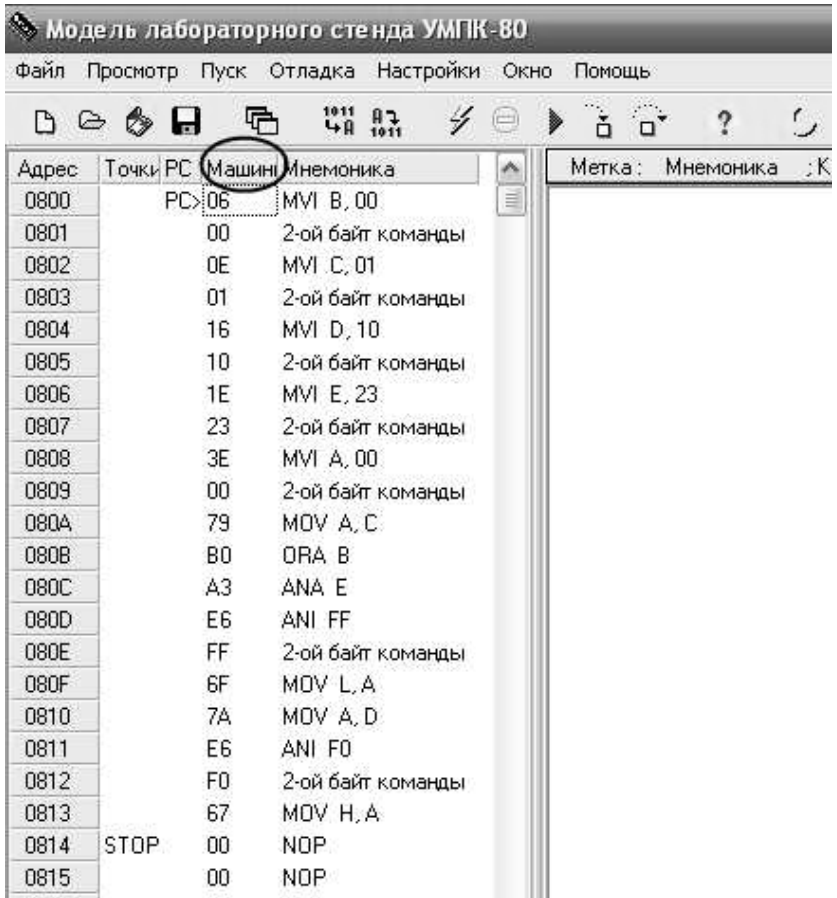 Модель лабораторного стенда УМПК-80
Файл Просмотр Пуск Отладка Настройки Окно Помощь
1011 A 1011 ?
Адрес Точки PC Машин Мнемоника Метка: Мнемоника ;К
0800 PC> 06 MVI B, 00
0801 00 2-ой байт команды
0802 0E MVI C, 01
0803 01 2-ой байт команды
0804 16 MVI D, 10
0805 10 2-ой байт команды
0806 1E MVI E, 23
0807 23 2-ой байт команды
0808 3E MVI A, 00
0809 00 2-ой байт команды
080A 79 MOV A, C
080B B0 ORA B
080C A3 ANA E
080D E6 ANI FF
080E FF 2-ой байт команды
080F 6F MOV L, A
0810 7A MOV A, D
0811 E6 ANI F0
0812 F0 2-ой байт команды
0813 67 MOV H, A
0814 STOP 00 NOP
0815 00 NOP